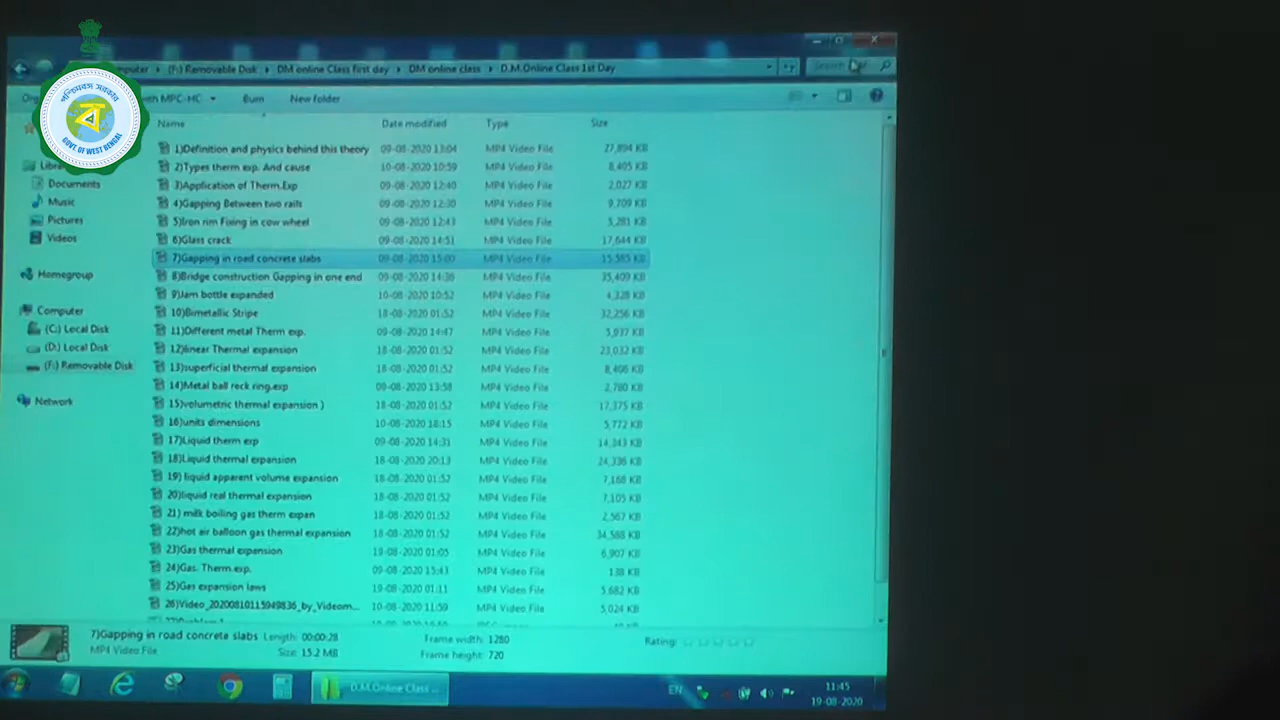 পশ্চিমবঙ্গ সরকার
ব
GOVT. OF WEST BENGAL
(F:) Removable Disk
DM online Class first day
DM online class
D.M.Online Class 1st Day
Search
MPC-HC
Burn
New folder
Name Date modified Type Size
1)Definition and physics behind this theory 09-08-2020 13:04 MP4 Video File 27,894 KB
2)Types therm exp. And cause 10-08-2020 10:59 MP4 Video File 8,405 KB
3)Application of Therm.Exp 09-08-2020 12:40 MP4 Video File 2,027 KB
4)Gapping Between two rails 09-08-2020 12:30 MP4 Video File 9,709 KB
5)Iron rim Fixing in cow wheel 09-08-2020 12:43 MP4 Video File 5,281 KB
6)Glass crack 09-08-2020 14:51 MP4 Video File 17,644 KB
7)Gapping in road concrete slabs 09-08-2020 15:00 MP4 Video File 15,585 KB
8)Bridge construction Gapping in one end 09-08-2020 14:36 MP4 Video File 35,409 KB
9)Jam bottle expanded 10-08-2020 10:52 MP4 Video File 4,328 KB
10)Bimetallic Stripe 18-08-2020 01:52 MP4 Video File 32,256 KB
11)Different metal Therm exp. 09-08-2020 14:47 MP4 Video File 5,937 KB
12)linear Thermal expansion 18-08-2020 01:52 MP4 Video File 23,032 KB
13)superficial thermal expansion 18-08-2020 01:52 MP4 Video File 8,466 KB
14)Metal ball reck ring.exp 09-08-2020 13:58 MP4 Video File 2,780 KB
15)volumetric thermal expansion ) 18-08-2020 01:52 MP4 Video File 17,375 KB
16)units dimensions 10-08-2020 18:15 MP4 Video File 5,772 KB
17)Liquid therm exp 09-08-2020 14:31 MP4 Video File 14,343 KB
18)Liquid thermal expansion 18-08-2020 20:13 MP4 Video File 24,336 KB
19) liquid apparent volume expansion 18-08-2020 01:52 MP4 Video File 7,168 KB
20)liquid real thermal expansion 18-08-2020 01:52 MP4 Video File 7,105 KB
21) milk boiling gas therm expan 18-08-2020 01:52 MP4 Video File 2,567 KB
22)hot air balloon gas thermal expansion 18-08-2020 01:52 MP4 Video File 34,588 KB
23)Gas thermal expansion 19-08-2020 01:05 MP4 Video File 6,907 KB
24)Gas. Therm.exp. 09-08-2020 15:43 MP4 Video File 138 KB
25)Gas expansion laws 19-08-2020 01:11 MP4 Video File 5,682 KB
26)Video_20200810115949836_by_Videom... 10-08-2020 11:59 MP4 Video File 5,024 KB
Documents
Music
Pictures
Videos
Homegroup
Computer
(C:) Local Disk
(D:) Local Disk
(F:) Removable Disk
Network
7)Gapping in road concrete slabs Length: 00:00:28 Frame width: 1280 Rating:
MP4 Video File Size: 15.2 MB Frame height: 720
D.M.Online Class ...
EN
11:45
19-08-2020